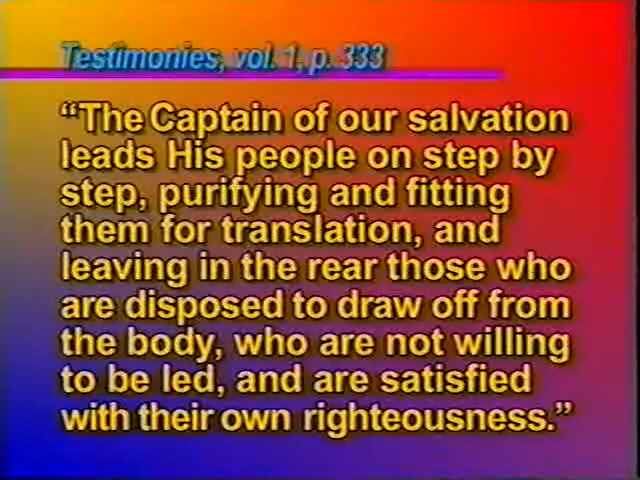 Testimonies, vol. 1, p. 333
“The Captain of our salvation
leads His people on step by
step, purifying and fitting
them for translation, and
leaving in the rear those who
are disposed to draw off from
the body, who are not willing
to be led, and are satisfied
with their own righteousness.”